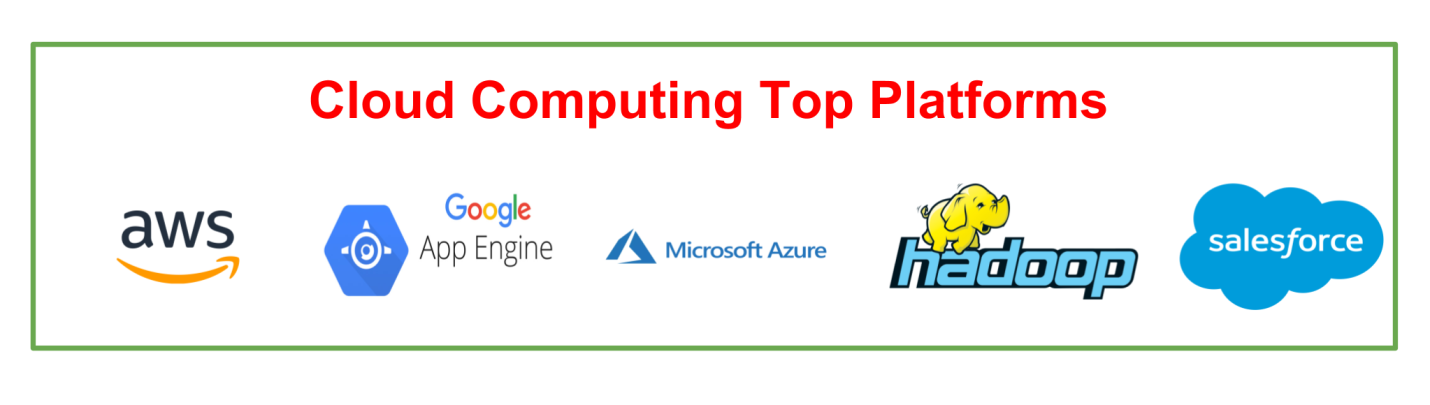 Cloud Computing Top Platforms
aws
Google
App Engine
Microsoft Azure
hadoop
salesforce